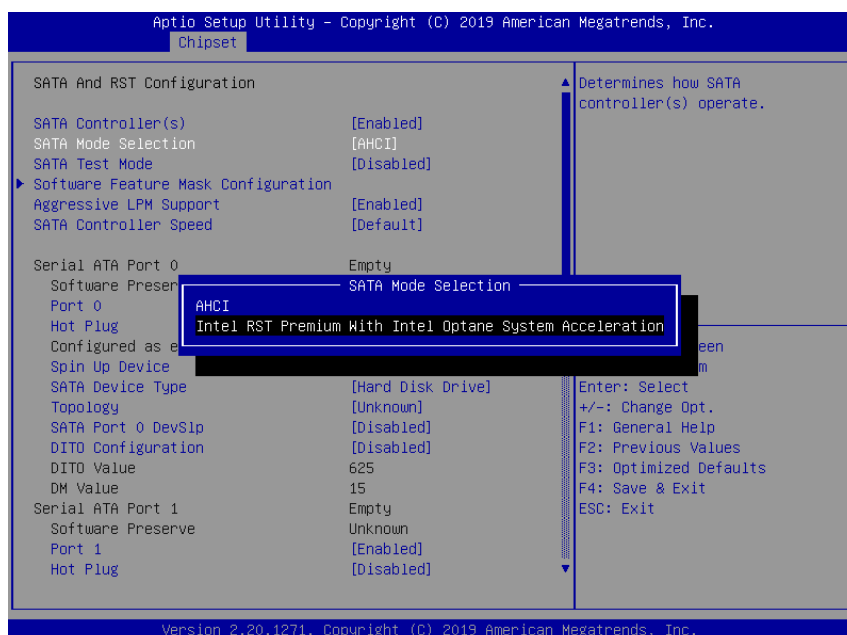 Aptio Setup Utility – Copyright (C) 2019 American Megatrends, Inc.
Chipset
SATA And RST Configuration
SATA Controller(s) [Enabled]
SATA Mode Selection [AHCI]
SATA Test Mode [Disabled]
Software Feature Mask Configuration
Aggressive LPM Support [Enabled]
SATA Controller Speed [Default]
Serial ATA Port 0 Empty
Software Preser
Port 0
Hot Plug
Configured as e
Spin Up Device
SATA Device Type [Hard Disk Drive]
Topology [Unknown]
SATA Port 0 DevSlp [Disabled]
DITO Configuration [Disabled]
DITO Value 625
DM Value 15
Serial ATA Port 1 Empty
Software Preserve Unknown
Port 1 [Enabled]
Hot Plug [Disabled]
SATA Mode Selection
AHCI
Intel RST Premium With Intel Optane System Acceleration
Determines how SATA
controller(s) operate.
een
m
Enter: Select
+/-: Change Opt.
F1: General Help
F2: Previous Values
F3: Optimized Defaults
F4: Save & Exit
ESC: Exit
Version 2.20.1271. Copyright (C) 2019 American Megatrends, Inc.